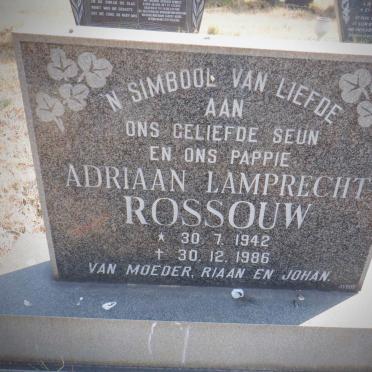 'N SIMBOOL VAN LIEFDE
AAN
ONS GELIEFDE SEUN
EN ONS PAPPIE
ADRIAAN LAMPRECHT
ROSSOUW
* 30. 7. 1942
† 30. 12. 1986
VAN MOEDER, RIAAN EN JOHAN.